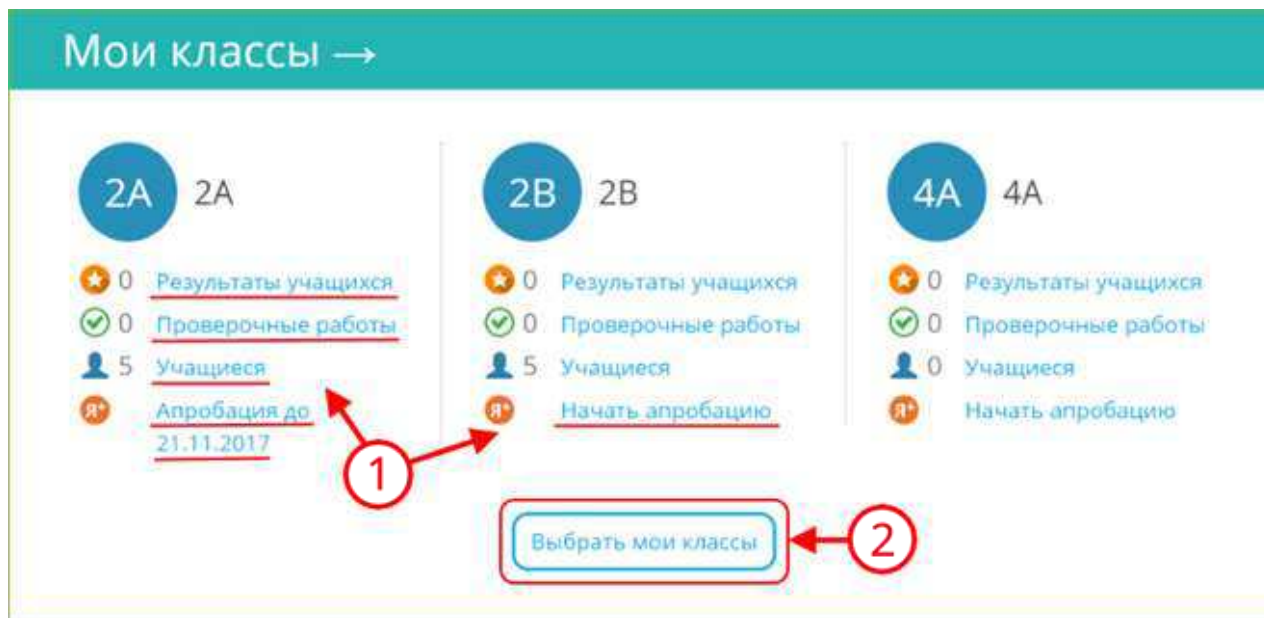 Мои классы →
2А 2А
0 Результаты учащихся
0 Проверочные работы
5 Учащиеся
Я+ Апробация до
21.11.2017
2В 2В
0 Результаты учащихся
0 Проверочные работы
5 Учащиеся
Я+ Начать апробацию
4А 4А
0 Результаты учащихся
0 Проверочные работы
0 Учащиеся
Я+ Начать апробацию
1
Выбрать мои классы
2